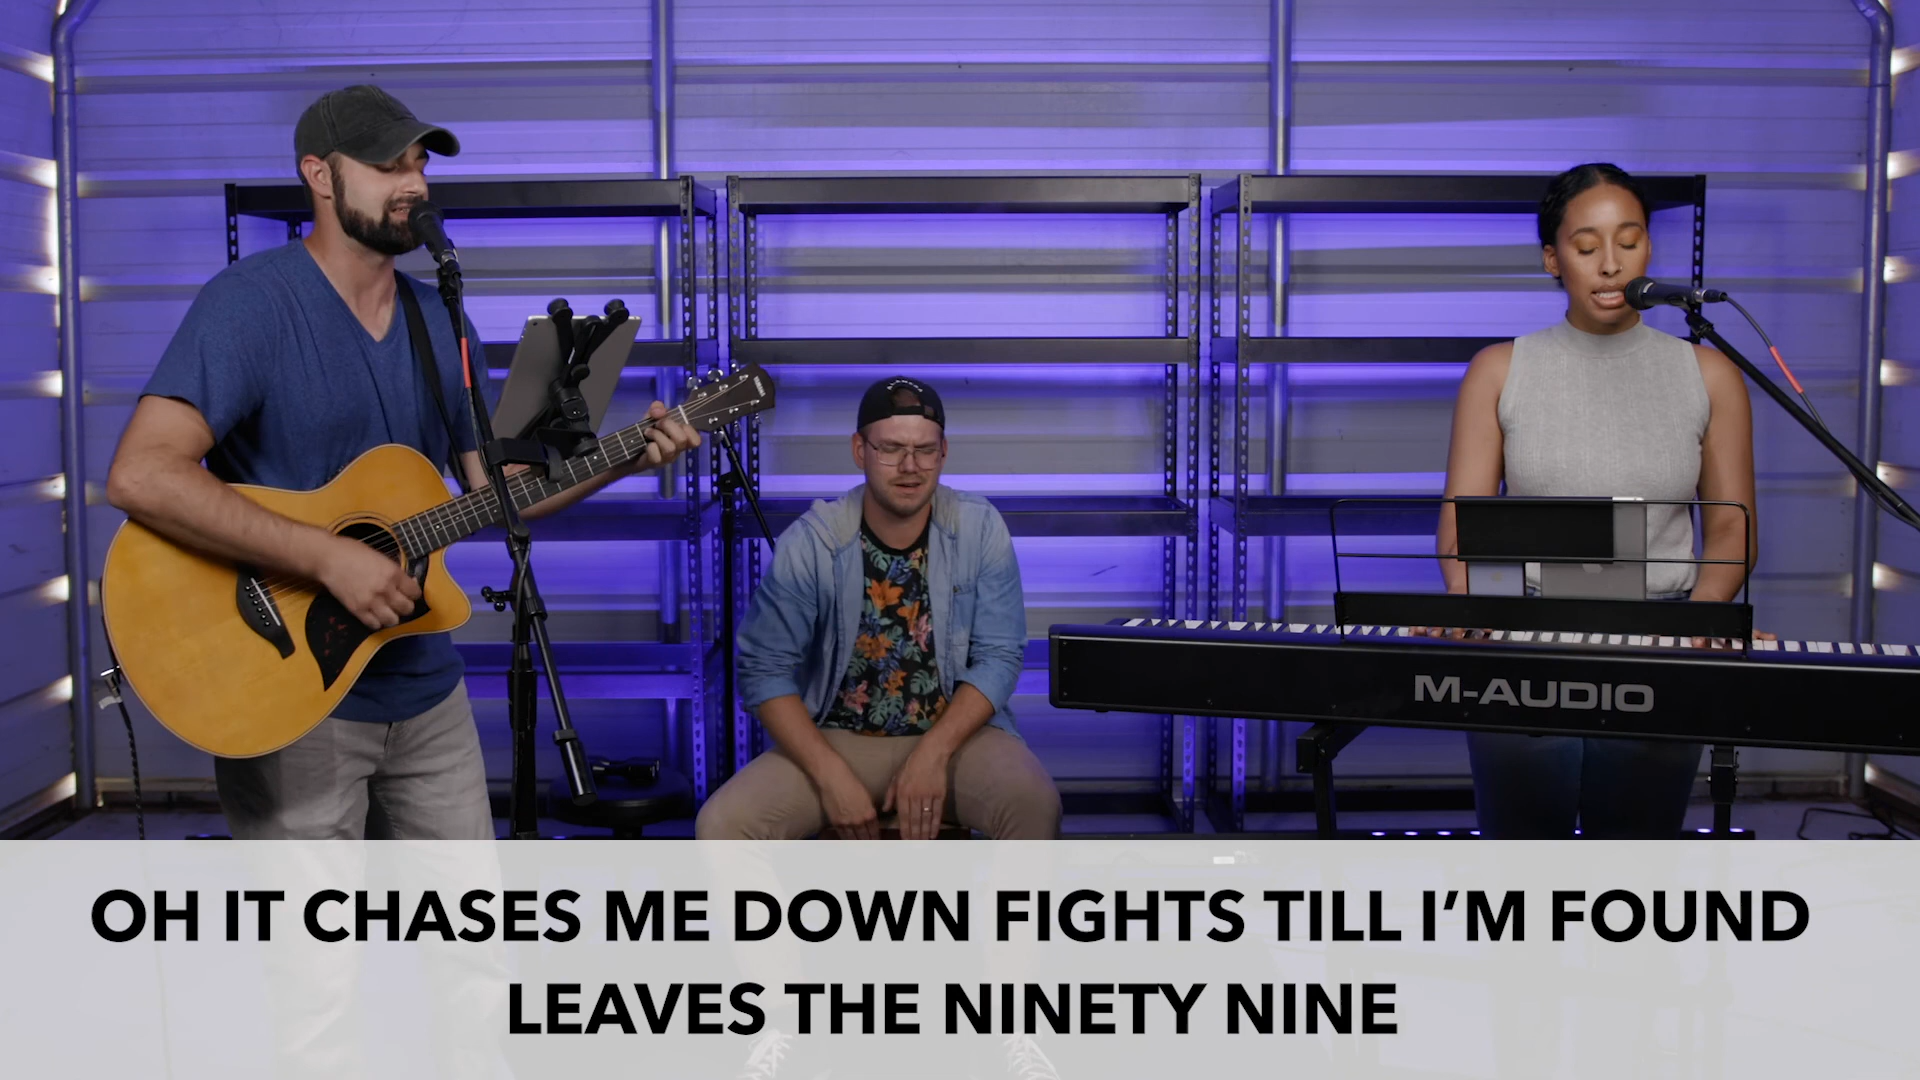 M-AUDIO
OH IT CHASES ME DOWN FIGHTS TILL I'M FOUND
LEAVES THE NINETY NINE